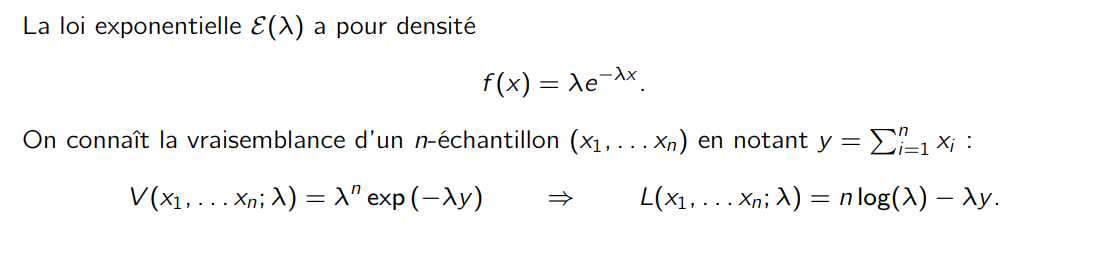 La loi exponentielle ℰ(λ) a pour densité
f(x) = λe^{−λx}.
On connaît la vraisemblance d'un n-échantillon (x₁, . . . xₙ) en notant y = ∑ⁿᵢ₌₁ xᵢ :
V(x₁, . . . xₙ; λ) = λⁿ exp (−λy) ⇒ L(x₁, . . . xₙ; λ) = n log(λ) − λy.